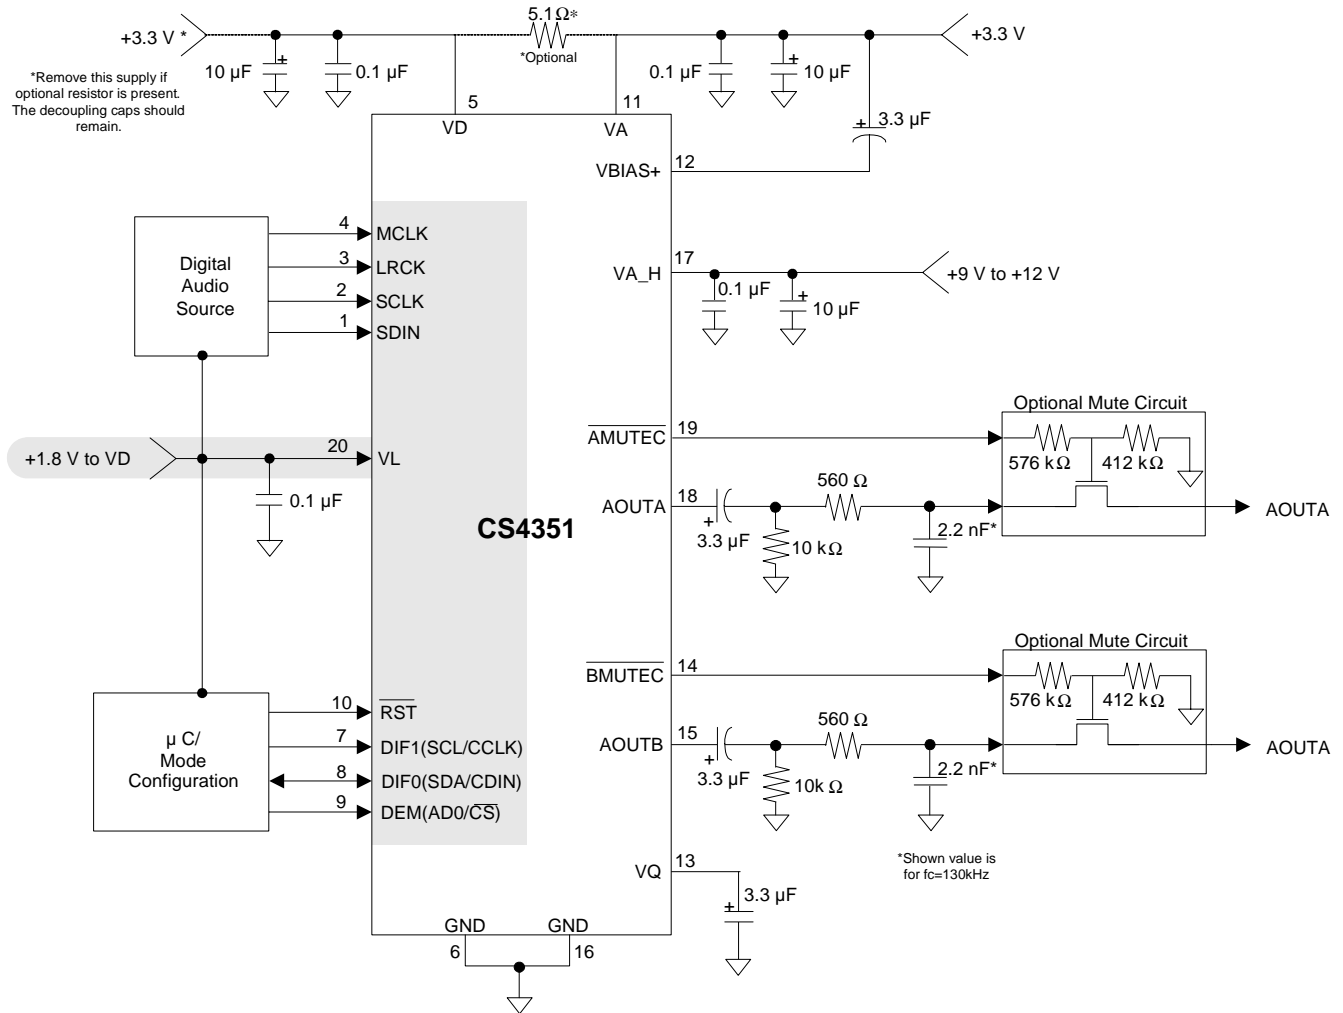 +3.3 V *
5.1Ω*
*Optional
+3.3 V
*Remove this supply if
optional resistor is present.
The decoupling caps should
remain.
10 µF
+
0.1 µF
0.1 µF
+
10 µF
5
11
VD
VA
+
3.3 µF
VBIAS+
12
Digital
Audio
Source
4
MCLK
3
LRCK
2
SCLK
1
SDIN
VA_H
17
+9 V to +12 V
0.1 µF
+
10 µF
+1.8 V to VD
20
VL
0.1 µF
CS4351
AMUTEC
19
Optional Mute Circuit
576 kΩ
412 kΩ
AOUTA
18
+
3.3 µF
560 Ω
10 kΩ
2.2 nF*
AOUTA
BMUTEC
14
Optional Mute Circuit
576 kΩ
412 kΩ
AOUTB
15
+
3.3 µF
560 Ω
10k Ω
2.2 nF*
AOUTA
µ C/
Mode
Configuration
10
RST
7
DIF1(SCL/CCLK)
8
DIF0(SDA/CDIN)
9
DEM(AD0/CS)
*Shown value is
for fc=130kHz
VQ
13
+
3.3 µF
GND
GND
6
16